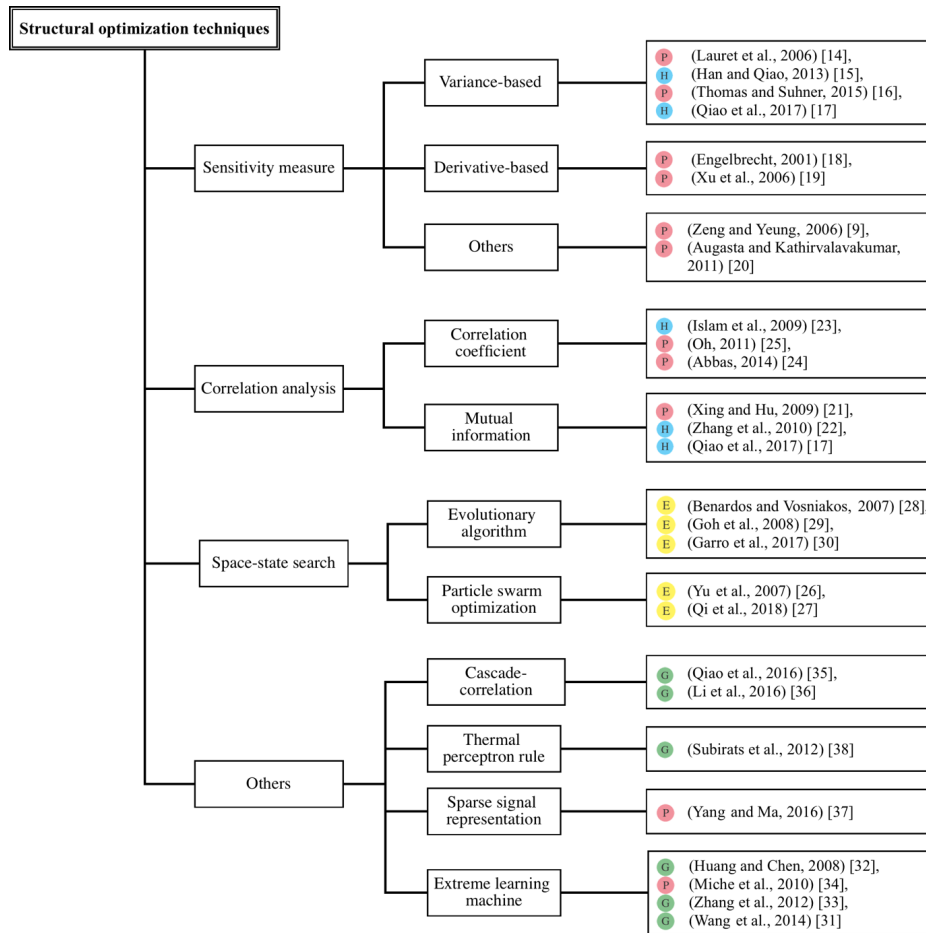 Structural optimization techniques
Sensitivity measure
Variance-based
P (Lauret et al., 2006) [14],
H (Han and Qiao, 2013) [15],
P (Thomas and Suhner, 2015) [16],
H (Qiao et al., 2017) [17]
Derivative-based
P (Engelbrecht, 2001) [18],
P (Xu et al., 2006) [19]
Others
P (Zeng and Yeung, 2006) [9],
P (Augasta and Kathirvalavakumar,
2011) [20]
Correlation analysis
Correlation
coefficient
H (Islam et al., 2009) [23],
P (Oh, 2011) [25],
P (Abbas, 2014) [24]
Mutual
information
P (Xing and Hu, 2009) [21],
H (Zhang et al., 2010) [22],
H (Qiao et al., 2017) [17]
Space-state search
Evolutionary
algorithm
E (Benardos and Vosniakos, 2007) [28],
E (Goh et al., 2008) [29],
E (Garro et al., 2017) [30]
Particle swarm
optimization
E (Yu et al., 2007) [26],
E (Qi et al., 2018) [27]
Others
Cascade-
correlation
G (Qiao et al., 2016) [35],
G (Li et al., 2016) [36]
Thermal
perceptron rule
G (Subirats et al., 2012) [38]
Sparse signal
representation
P (Yang and Ma, 2016) [37]
Extreme learning
machine
G (Huang and Chen, 2008) [32],
P (Miche et al., 2010) [34],
G (Zhang et al., 2012) [33],
G (Wang et al., 2014) [31]